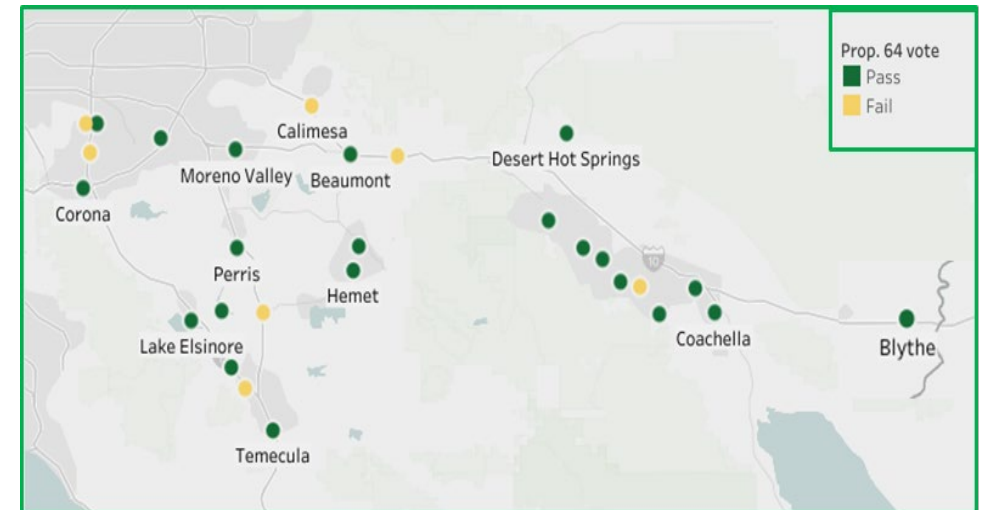 Prop. 64 vote
Pass
Fail
Calimesa
Desert Hot Springs
Moreno Valley
Beaumont
Corona
10
Perris
Hemet
Lake Elsinore
Coachella
Blythe
Temecula